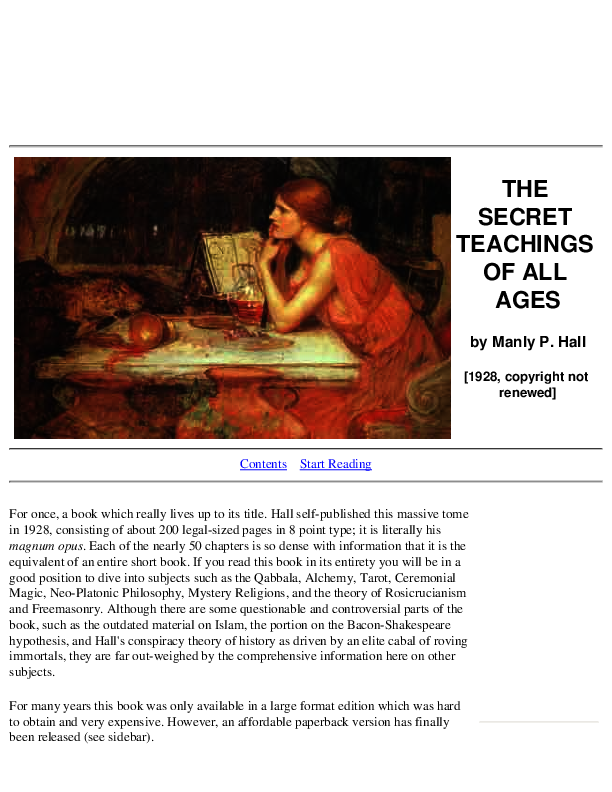 THE
SECRET
TEACHINGS
OF ALL
AGES
by Manly P. Hall
[1928, copyright not
renewed]
Contents Start Reading
For once, a book which really lives up to its title. Hall self-published this massive tome
in 1928, consisting of about 200 legal-sized pages in 8 point type; it is literally his
magnum opus. Each of the nearly 50 chapters is so dense with information that it is the
equivalent of an entire short book. If you read this book in its entirety you will be in a
good position to dive into subjects such as the Qabbala, Alchemy, Tarot, Ceremonial
Magic, Neo-Platonic Philosophy, Mystery Religions, and the theory of Rosicrucianism
and Freemasonry. Although there are some questionable and controversial parts of the
book, such as the outdated material on Islam, the portion on the Bacon-Shakespeare
hypothesis, and Hall's conspiracy theory of history as driven by an elite cabal of roving
immortals, they are far out-weighed by the comprehensive information here on other
subjects.
For many years this book was only available in a large format edition which was hard
to obtain and very expensive. However, an affordable paperback version has finally
been released (see sidebar).